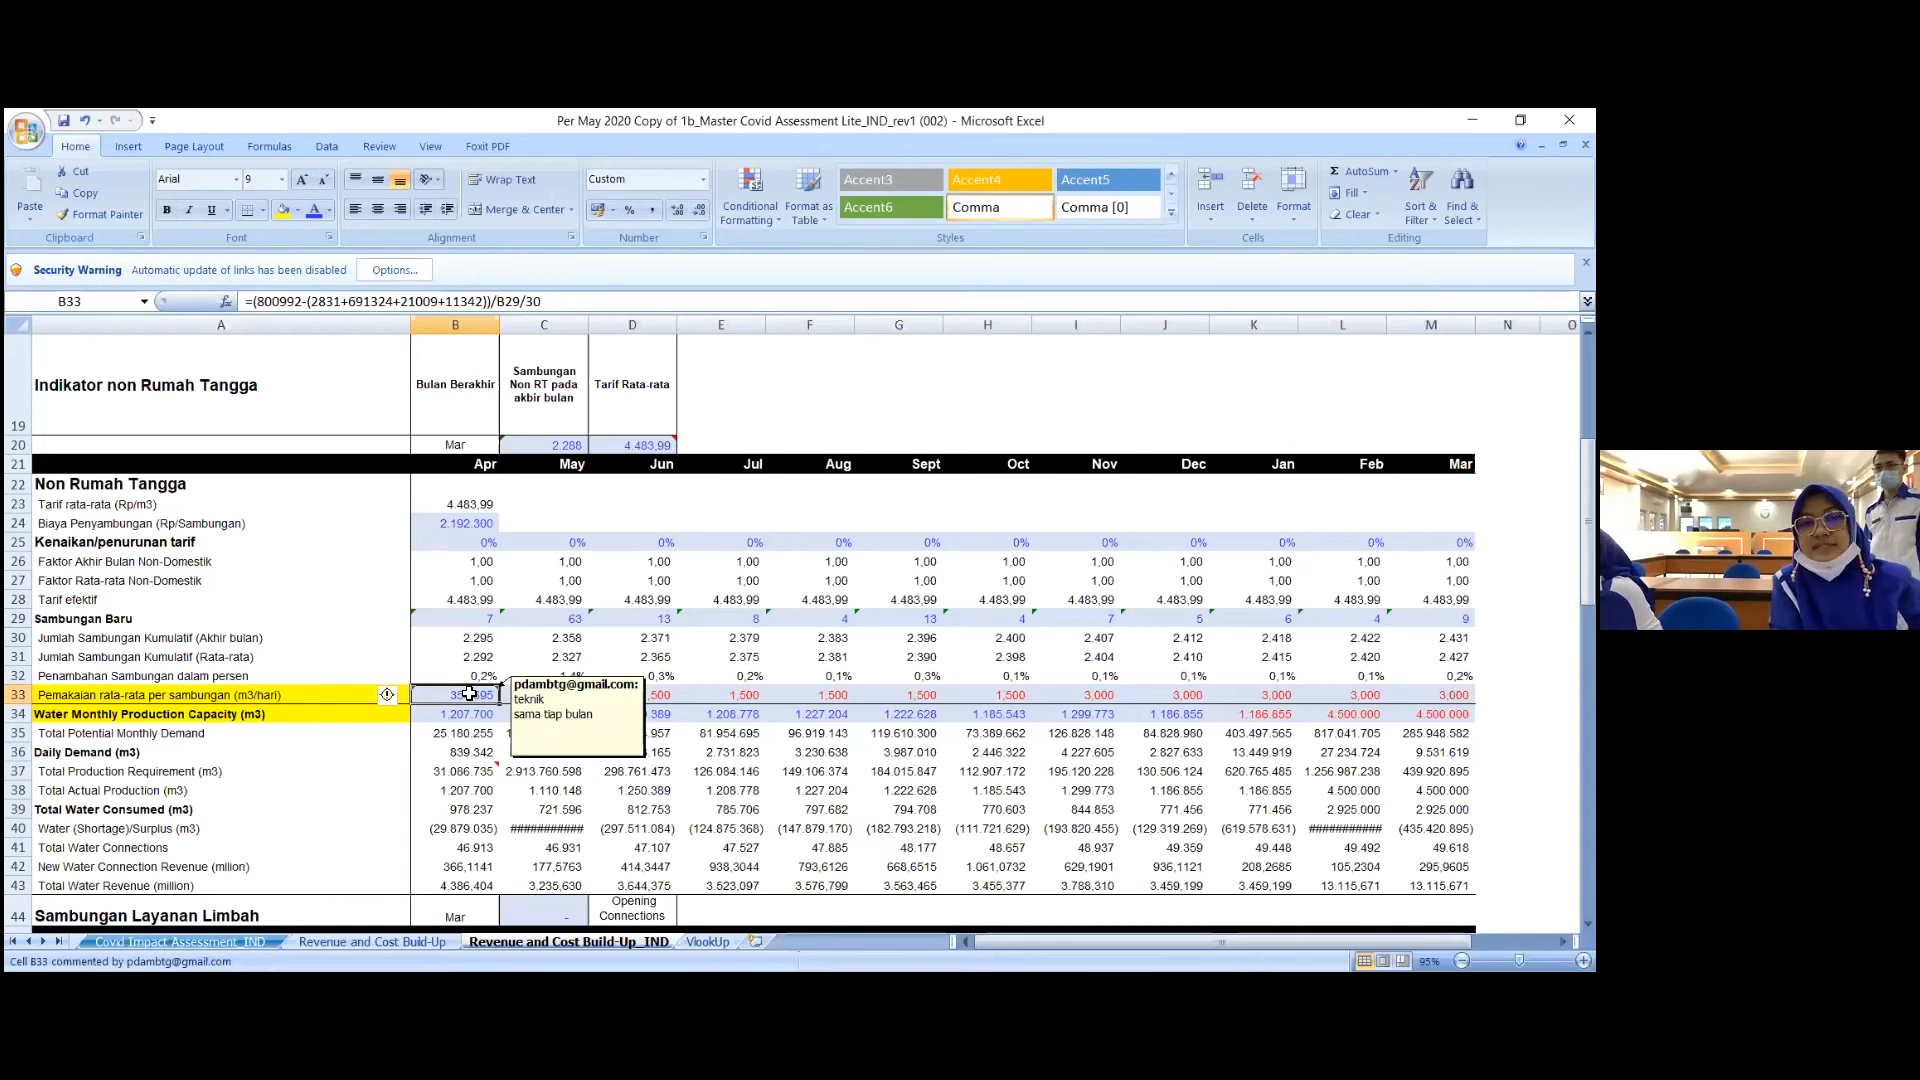 Per May 2020 Copy of 1b_Master Covid Assessment Lite_IND_rev1 (002) - Microsoft Excel
Home Insert Page Layout Formulas Data Review View Foxit PDF
Cut
Copy
Format Painter
Paste
Clipboard
Arial 9
B I U
Font
Wrap Text
Merge & Center
Alignment
Custom
%
Number
Conditional Formatting
Format as Table
Accent3 Accent4 Accent5
Accent6 Comma Comma [0]
Styles
Insert Delete Format
Cells
AutoSum
Fill
Clear
Sort & Filter
Find & Select
Editing
Security Warning Automatic update of links has been disabled Options...
B33 fx =(800992-(2831+691324+21009+11342))/B29/30
A B C D E F G H I J K L M N O
19 Indikator non Rumah Tangga Bulan Berakhir Sambungan Non RT pada akbir bulan Tarif Rata-rata
20 Mar 2.288 4.483,99
21 Apr May Jun Jul Aug Sept Oct Nov Dec Jan Feb Mar
22 Non Rumah Tangga
23 Tarif rata-rata (Rp/m3) 4.483,99
24 Biaya Penyambungan (Rp/Sambungan) 2.192.300
25 Kenaikan/penurunan tarif 0% 0% 0% 0% 0% 0% 0% 0% 0% 0% 0% 0%
26 Faktor Akhir Bulan Non-Domestik 1,00 1,00 1,00 1,00 1,00 1,00 1,00 1,00 1,00 1,00 1,00 1,00
27 Faktor Rata-rata Non-Domestik 1,00 1,00 1,00 1,00 1,00 1,00 1,00 1,00 1,00 1,00 1,00 1,00
28 Tarif efektif 4.483,99 4.483,99 4.483,99 4.483,99 4.483,99 4.483,99 4.483,99 4.483,99 4.483,99 4.483,99 4.483,99 4.483,99
29 Sambungan Baru 7 63 13 8 4 13 4 7 5 6 4 9
30 Jumlah Sambungan Kumulatif (Akhir bulan) 2.295 2.358 2.371 2.379 2.383 2.396 2.400 2.407 2.412 2.418 2.422 2.431
31 Jumlah Sambungan Kumulatif (Rata-rata) 2.292 2.327 2.365 2.375 2.381 2.390 2.398 2.404 2.410 2.415 2.420 2.427
32 Penambahan Sambungan dalam persen 0,2% 0,3% 0,1% 0,1% 0,3% 0,1% 0,1% 0,1% 0,1% 0,1% 0,2%
33 Pemakaian rata-rata per sambungan (m3/hari) ,500 1,500 1,500 1,500 1,500 3,000 3,000 3,000 3,000 3,000
pdambtg@gmail.com:
teknik
sama tiap bulan
34 Water Monthly Production Capacity (m3) 1.207.700 .389 1.208.778 1.227.204 1.222.628 1.185.543 1.299.773 1.186.855 1.186.855 4.500.000 4.500.000
35 Total Potential Monthly Demand 25.180.255 .957 81.954.695 96.919.143 119.610.300 73.389.662 126.828.148 84.828.980 403.497.565 817.041.705 285.948.582
36 Daily Demand (m3) 839.342 .165 2.731.823 3.230.638 3.987.010 2.446.322 4.227.605 2.827.633 13.449.919 27.234.724 9.531.619
37 Total Production Requirement (m3) 31.086.735 2.913.760.598 298.761.473 126.084.146 149.106.374 184.015.847 112.907.172 195.120.228 130.506.124 620.765.485 1.256.987.238 439.920.895
38 Total Actual Production (m3) 1.207.700 1.110.148 1.250.389 1.208.778 1.227.204 1.222.628 1.185.543 1.299.773 1.186.855 1.186.855 4.500.000 4.500.000
39 Total Water Consumed (m3) 978.237 721.596 812.753 785.706 797.682 794.708 770.603 844.853 771.456 771.456 2.925.000 2.925.000
40 Water (Shortage)/Surplus (m3) (29.879.035) ########### (297.511.084) (124.875.368) (147.879.170) (182.793.218) (111.721.629) (193.820.455) (129.319.269) (619.578.631) ########### (435.420.895)
41 Total Water Connections 46.913 46.931 47.107 47.527 47.885 48.177 48.657 48.937 49.359 49.448 49.492 49.618
42 New Water Connection Revenue (milion) 366,1141 177,5763 414,3447 938,3044 793,6126 668,6515 1.061,0732 629,1901 936,1121 208,2685 105,2304 295,9605
43 Total Water Revenue (million) 4.386,404 3.235,630 3.644,375 3.523,097 3.576,799 3.563,465 3.455,377 3.788,310 3.459,199 3.459,199 13.115,671 13.115,671
44 Sambungan Layanan Limbah Mar - Opening Connections
Covid Impact Assessment_IND Revenue and Cost Build-Up Revenue and Cost Build-Up_IND VlookUp
Cell B33 commented by pdambtg@gmail.com 95%